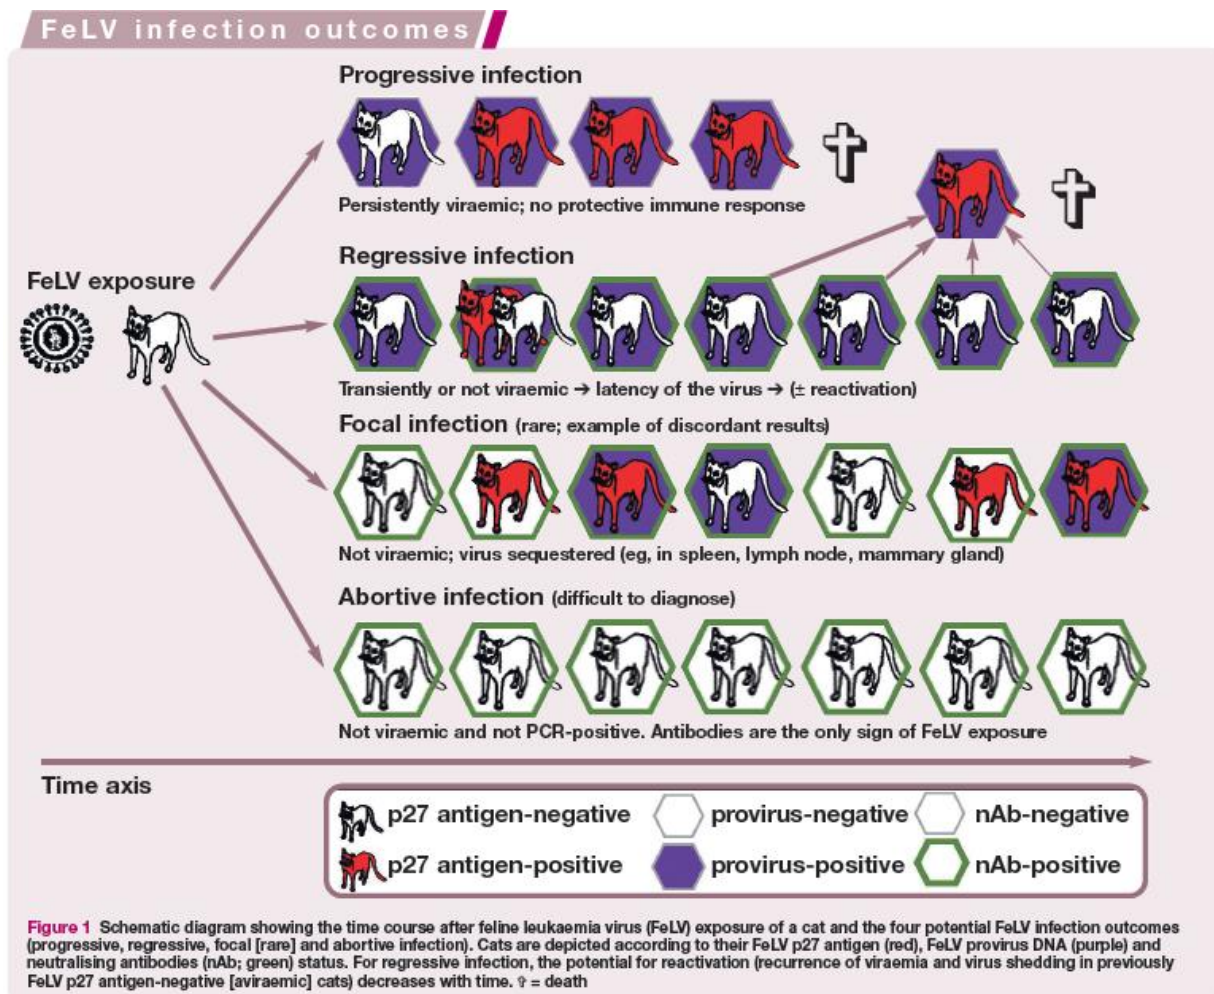 FeLV infection outcomes
Progressive infection
Persistently viraemic; no protective immune response
Regressive infection
FeLV exposure
Transiently or not viraemic → latency of the virus → (± reactivation)
Focal infection (rare; example of discordant results)
Not viraemic; virus sequestered (eg, in spleen, lymph node, mammary gland)
Abortive infection (difficult to diagnose)
Not viraemic and not PCR-positive. Antibodies are the only sign of FeLV exposure
Time axis
p27 antigen-negative provirus-negative nAb-negative
p27 antigen-positive provirus-positive nAb-positive
Figure 1 Schematic diagram showing the time course after feline leukaemia virus (FeLV) exposure of a cat and the four potential FeLV infection outcomes
(progressive, regressive, focal [rare] and abortive infection). Cats are depicted according to their FeLV p27 antigen (red), FeLV provirus DNA (purple) and
neutralising antibodies (nAb; green) status. For regressive infection, the potential for reactivation (recurrence of viraemia and virus shedding in previously
FeLV p27 antigen-negative [aviraemic] cats) decreases with time. ✞ = death